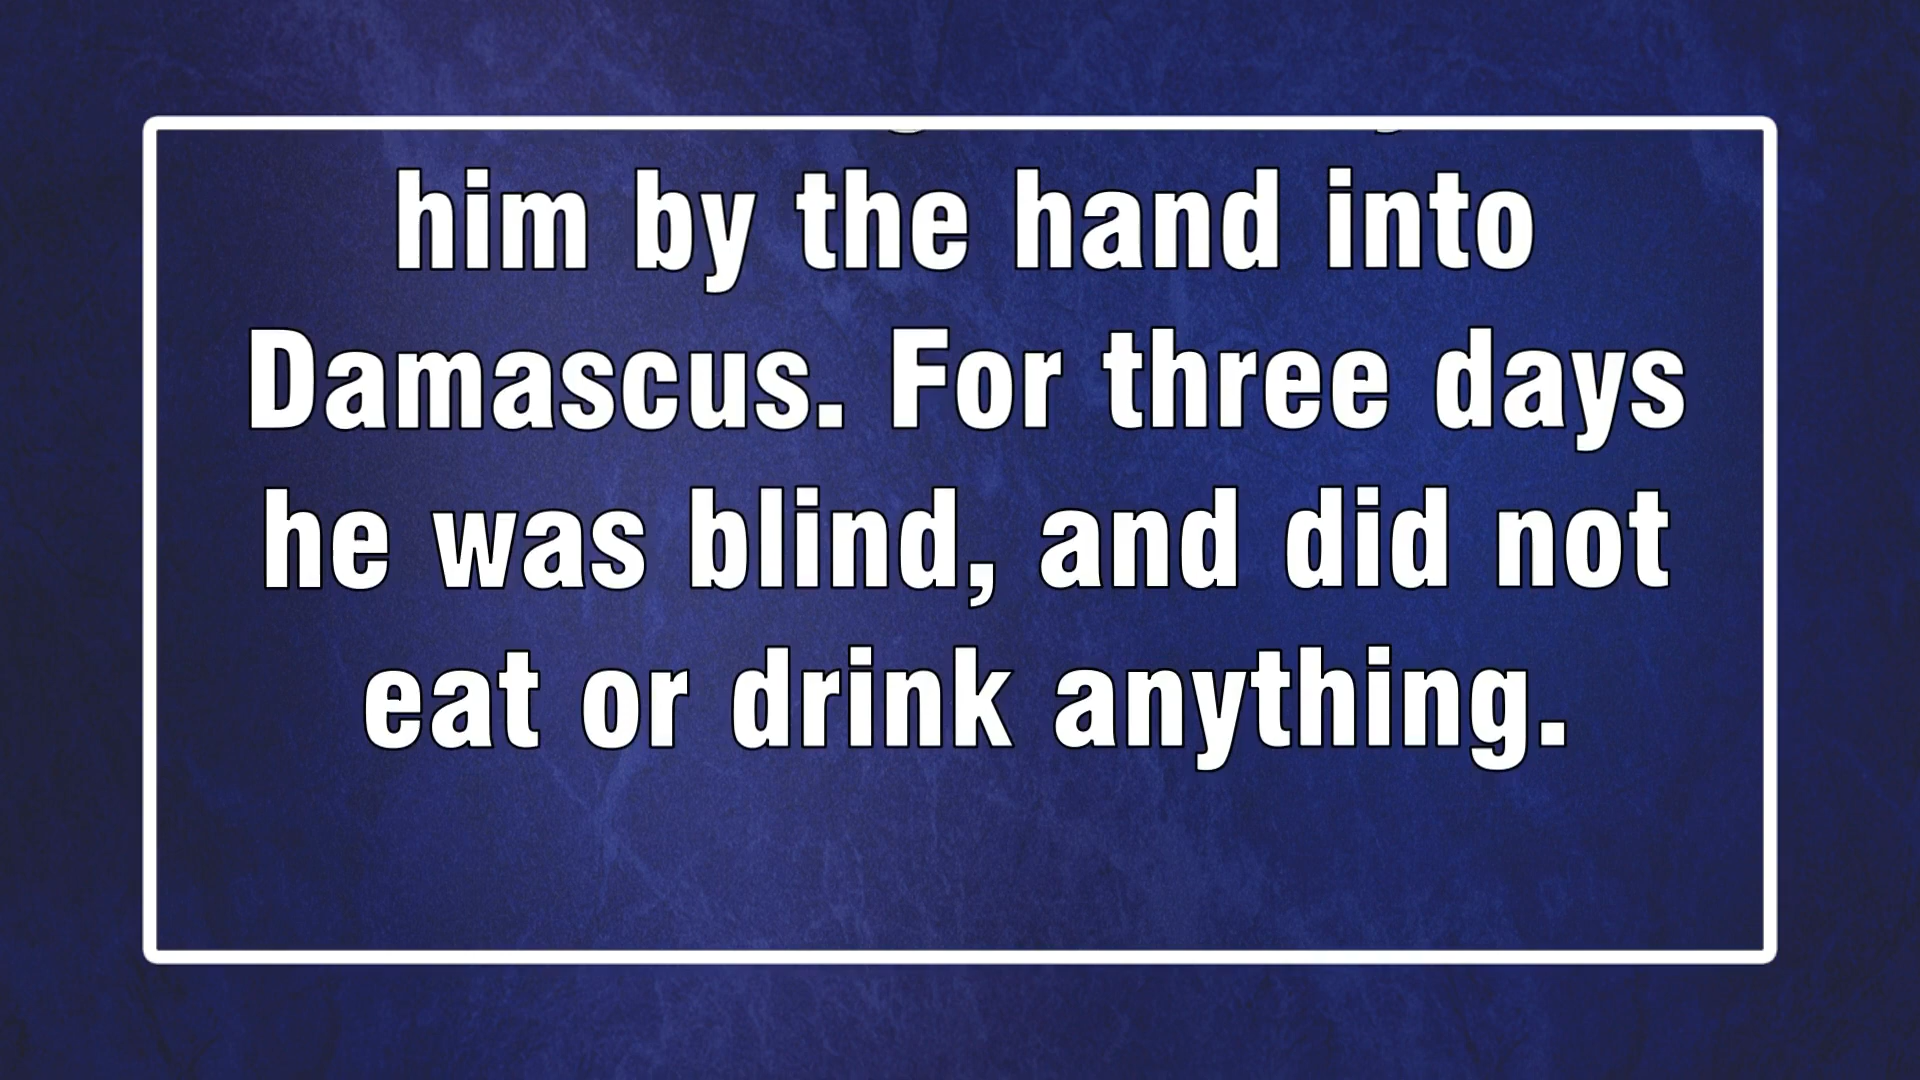 him by the hand into
Damascus. For three days
he was blind, and did not
eat or drink anything.